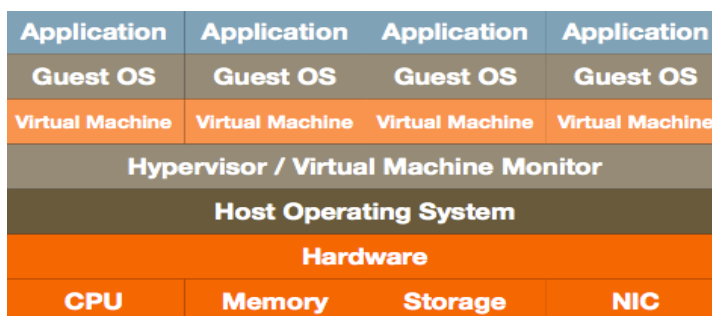 Application Application Application Application
Guest OS Guest OS Guest OS Guest OS
Virtual Machine Virtual Machine Virtual Machine Virtual Machine
Hypervisor / Virtual Machine Monitor
Host Operating System
Hardware
CPU Memory Storage NIC